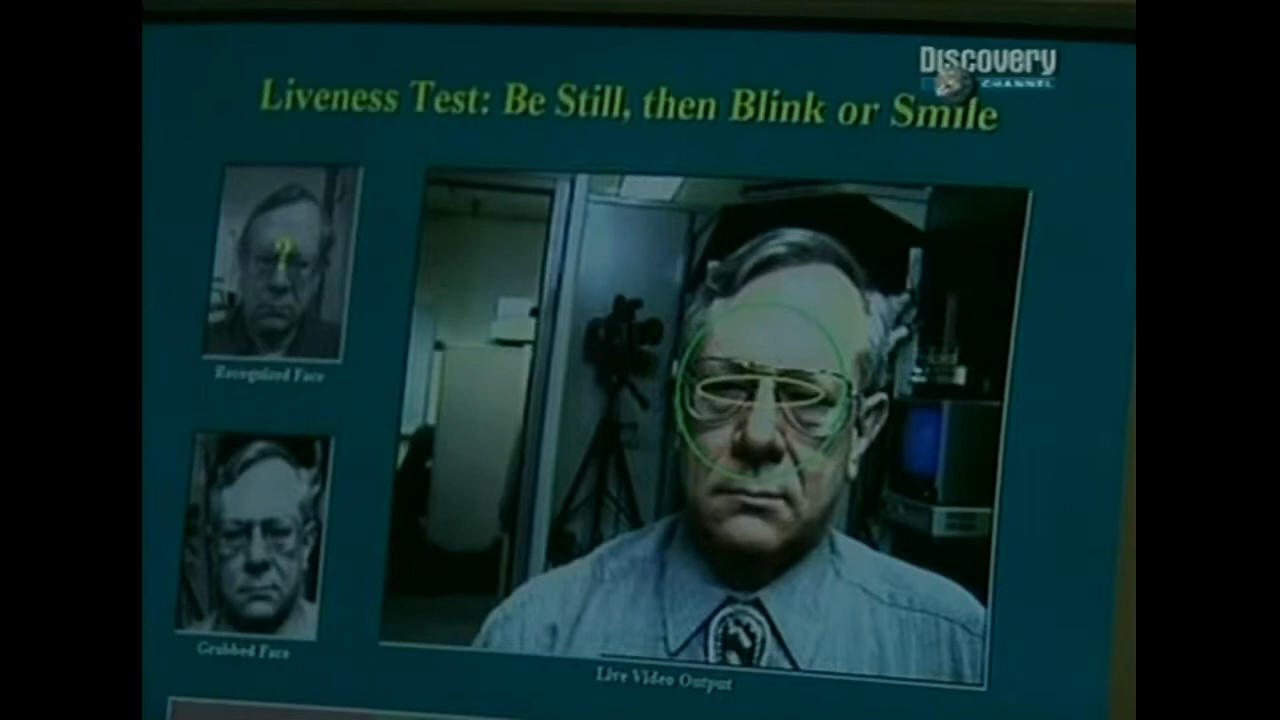 DISCOVERY
CHANNEL
Liveness Test: Be Still, then Blink or Smile
?
Recognized Face
Grabbed Face
Live Video Output